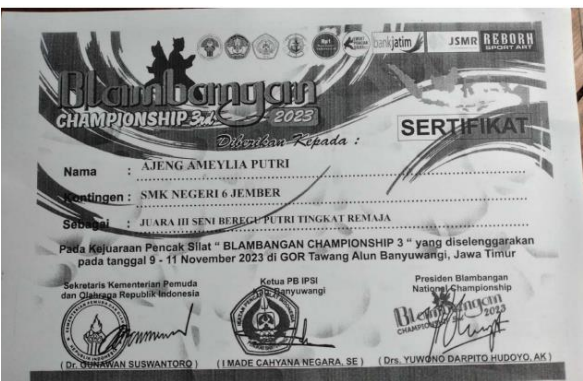 bankjatim JSMR REBORN
SPORT ART
Blambangan
CHAMPIONSHIP 3rd 2023
SERTIFIKAT
Diberikan Kepada :
Nama : AJENG AMEYLIA PUTRI
Kontingen : SMK NEGERI 6 JEMBER
Sebagai : JUARA III SENI BEREGU PUTRI TINGKAT REMAJA
Pada Kejuaraan Pencak Silat " BLAMBANGAN CHAMPIONSHIP 3 " yang diselenggarakan
pada tanggal 9 - 11 November 2023 di GOR Tawang Alun Banyuwangi, Jawa Timur
Sekretaris Kementerian Pemuda
dan Olahraga Republik Indonesia
Ketua PB IPSI
Banyuwangi
Presiden Blambangan
National Championship
Blambangan
CHAMPIONSHIP 2023
( Dr. GUNAWAN SUSWANTORO )
( I MADE CAHYANA NEGARA, SE )
( Drs. YUWONO DARPITO HUDOYO, AK )